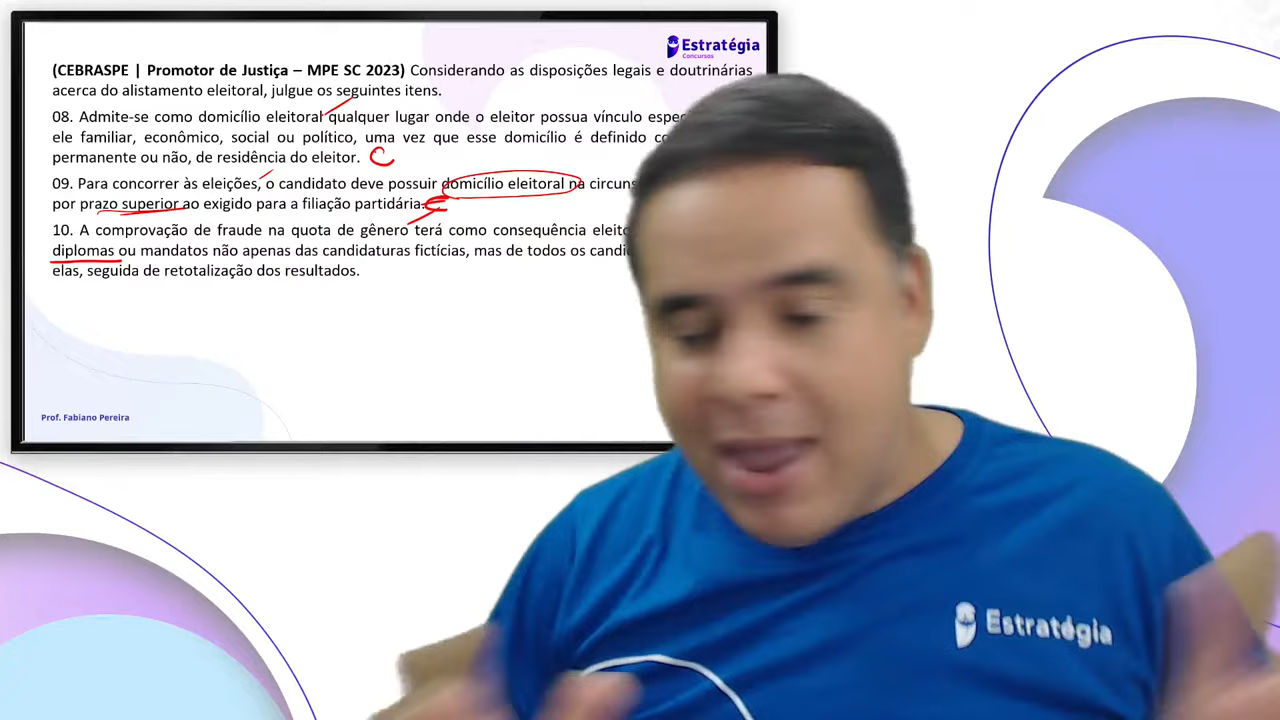 Estratégia
Concursos
(CEBRASPE | Promotor de Justiça – MPE SC 2023) Considerando as disposições legais e doutrinárias
acerca do alistamento eleitoral, julgue os seguintes itens.
08. Admite-se como domicílio eleitoral qualquer lugar onde o eleitor possua vínculo
ele familiar, econômico, social ou político, uma vez que esse domicílio é definido
permanente ou não, de residência do eleitor. C
09. Para concorrer às eleições, o candidato deve possuir domicílio eleitoral na
por prazo superior ao exigido para a filiação partidária.
10. A comprovação de fraude na quota de gênero terá como consequência
diplomas ou mandatos não apenas das candidaturas fictícias, mas de todos os
elas, seguida de retotalização dos resultados.
Prof. Fabiano Pereira
Estratégia